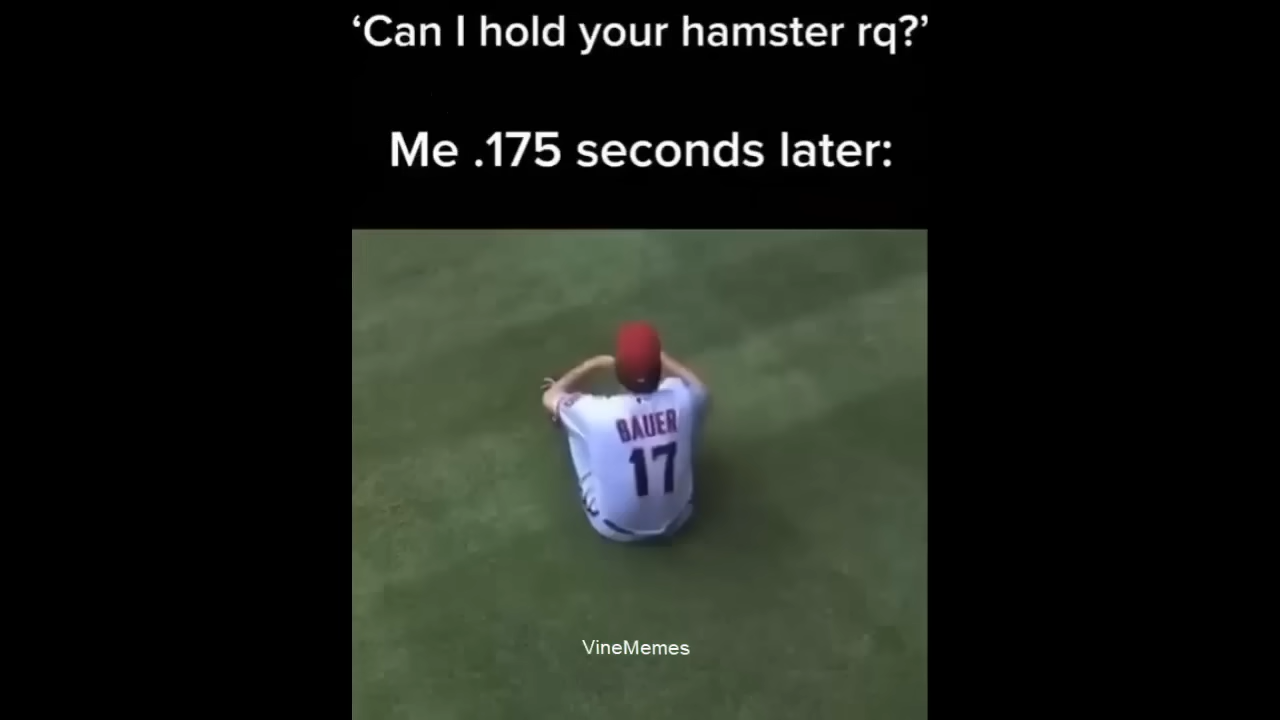 ‘Can I hold your hamster rq?’
Me .175 seconds later:
BAUER
17
VineMemes